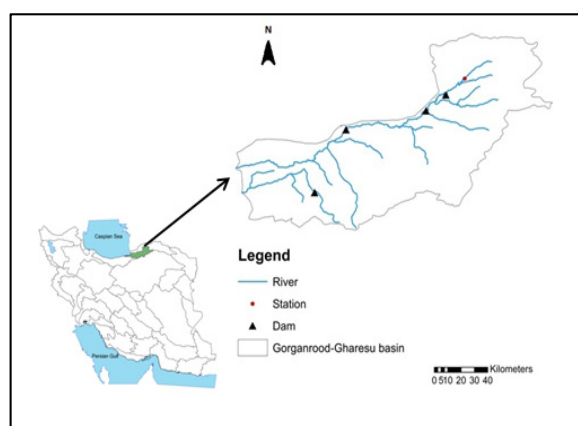 N
Caspian Sea
Persian Gulf
Legend
River
Station
Dam
Gorganrood-Gharesu basin
Kilometers
0 5 10 20 30 40